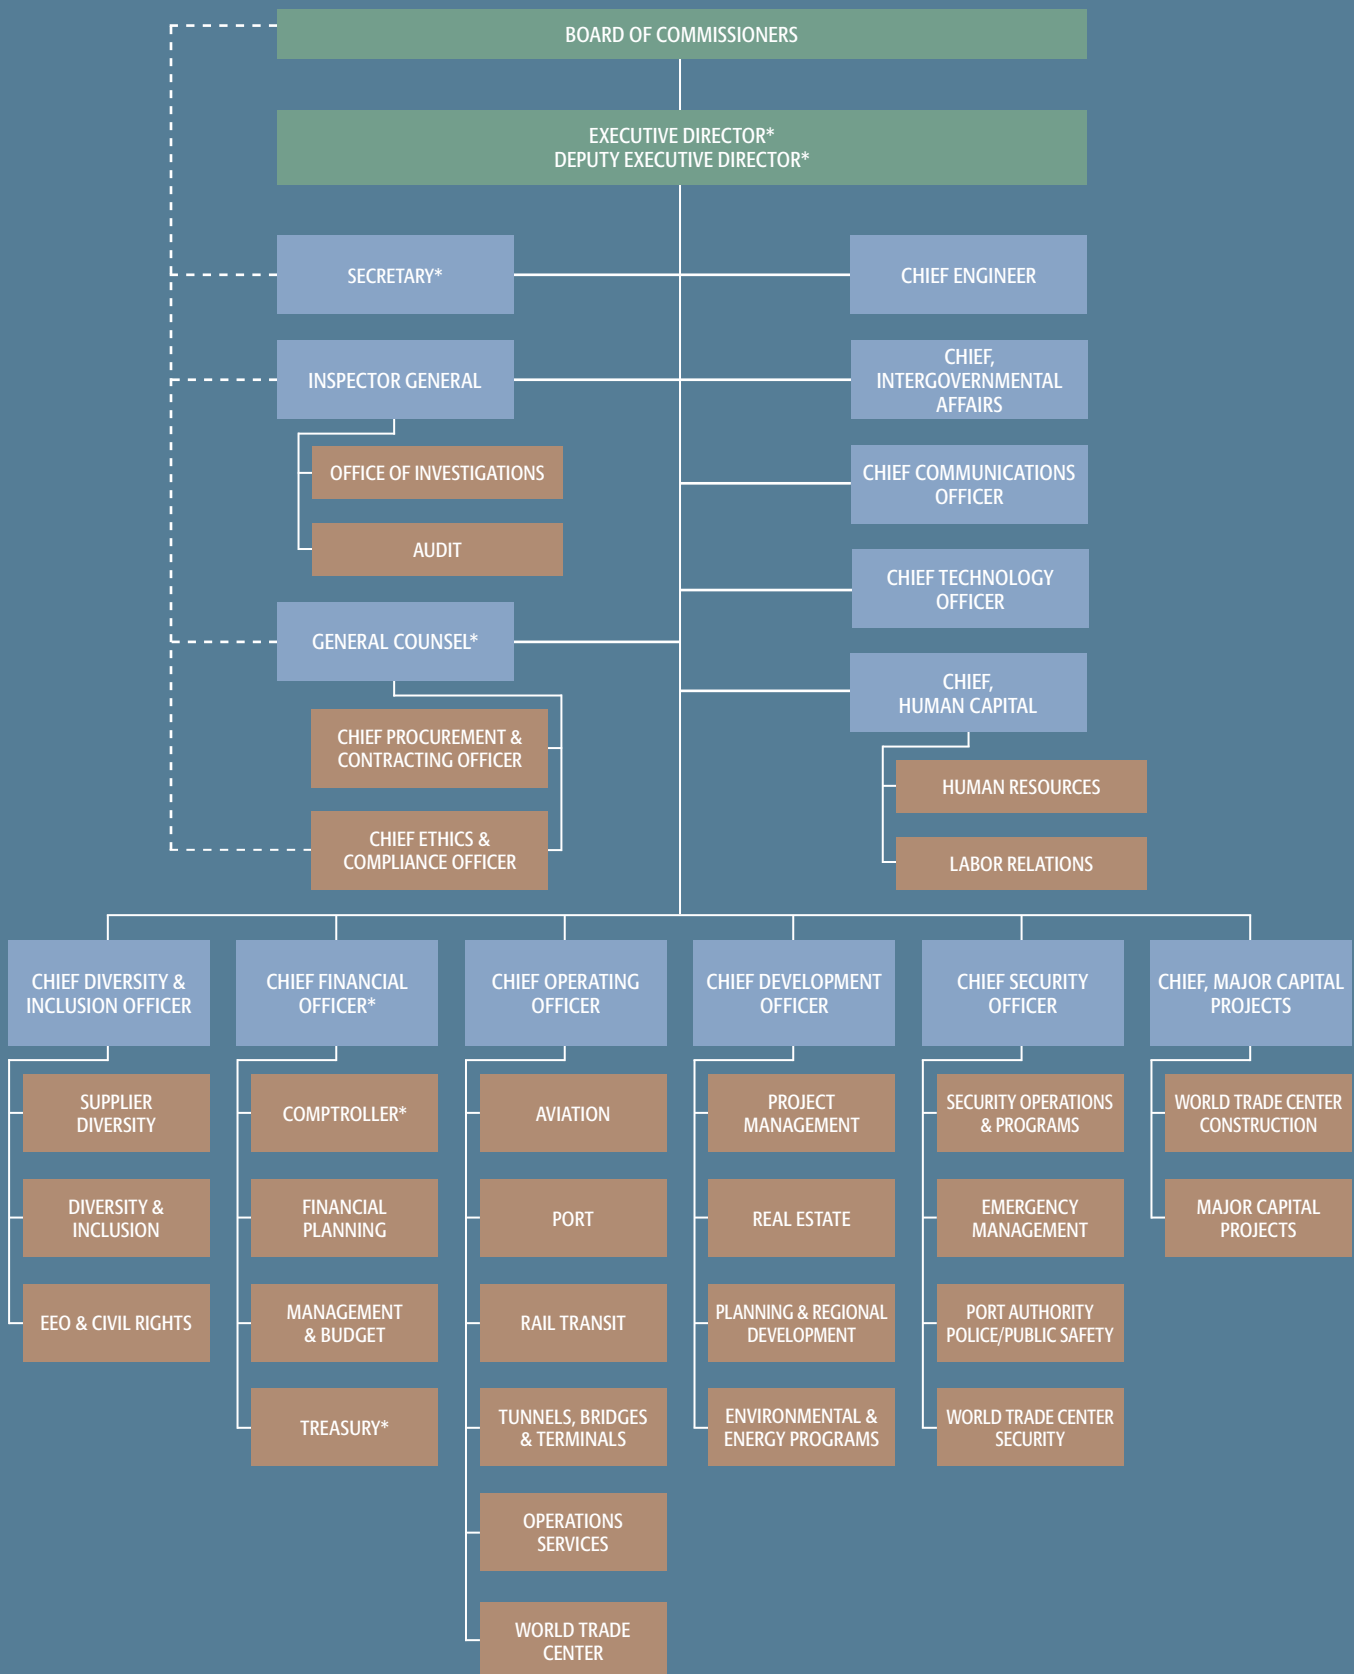 BOARD OF COMMISSIONERS
EXECUTIVE DIRECTOR*
DEPUTY EXECUTIVE DIRECTOR*
SECRETARY*
CHIEF ENGINEER
INSPECTOR GENERAL
CHIEF,
INTERGOVERNMENTAL
AFFAIRS
OFFICE OF INVESTIGATIONS
AUDIT
CHIEF COMMUNICATIONS
OFFICER
CHIEF TECHNOLOGY
OFFICER
GENERAL COUNSEL*
CHIEF,
HUMAN CAPITAL
CHIEF PROCUREMENT &
CONTRACTING OFFICER
CHIEF ETHICS &
COMPLIANCE OFFICER
HUMAN RESOURCES
LABOR RELATIONS
CHIEF DIVERSITY &
INCLUSION OFFICER
SUPPLIER
DIVERSITY
DIVERSITY &
INCLUSION
EEO & CIVIL RIGHTS
CHIEF FINANCIAL
OFFICER*
COMPTROLLER*
FINANCIAL
PLANNING
MANAGEMENT
& BUDGET
TREASURY*
CHIEF OPERATING
OFFICER
AVIATION
PORT
RAIL TRANSIT
TUNNELS, BRIDGES
& TERMINALS
OPERATIONS
SERVICES
WORLD TRADE
CENTER
CHIEF DEVELOPMENT
OFFICER
PROJECT
MANAGEMENT
REAL ESTATE
PLANNING & REGIONAL
DEVELOPMENT
ENVIRONMENTAL &
ENERGY PROGRAMS
CHIEF SECURITY
OFFICER
SECURITY OPERATIONS
& PROGRAMS
EMERGENCY
MANAGEMENT
PORT AUTHORITY
POLICE/PUBLIC SAFETY
WORLD TRADE CENTER
SECURITY
CHIEF, MAJOR CAPITAL
PROJECTS
WORLD TRADE CENTER
CONSTRUCTION
MAJOR CAPITAL
PROJECTS